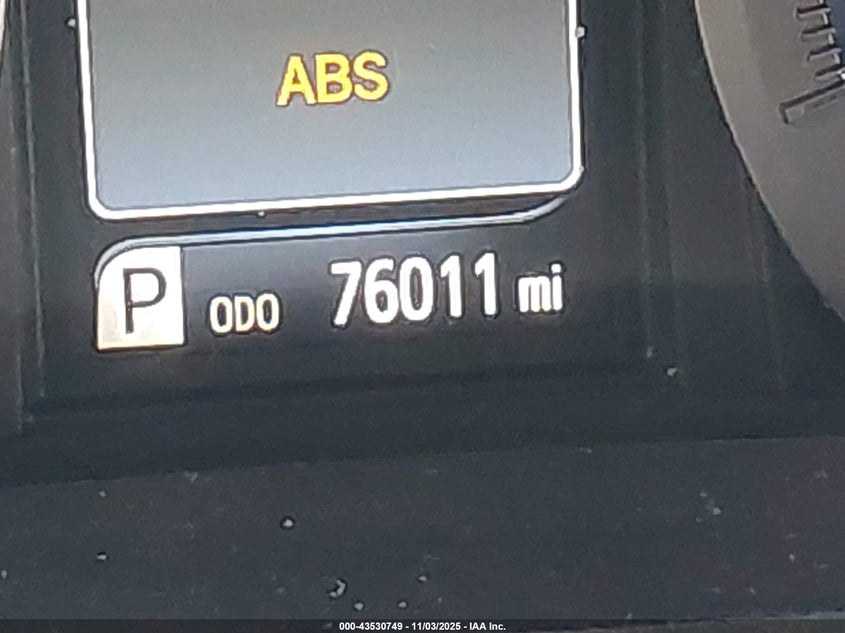 ABS
P ODO 76011 mi
000-43530749 - 11/03/2025 - IAA Inc.